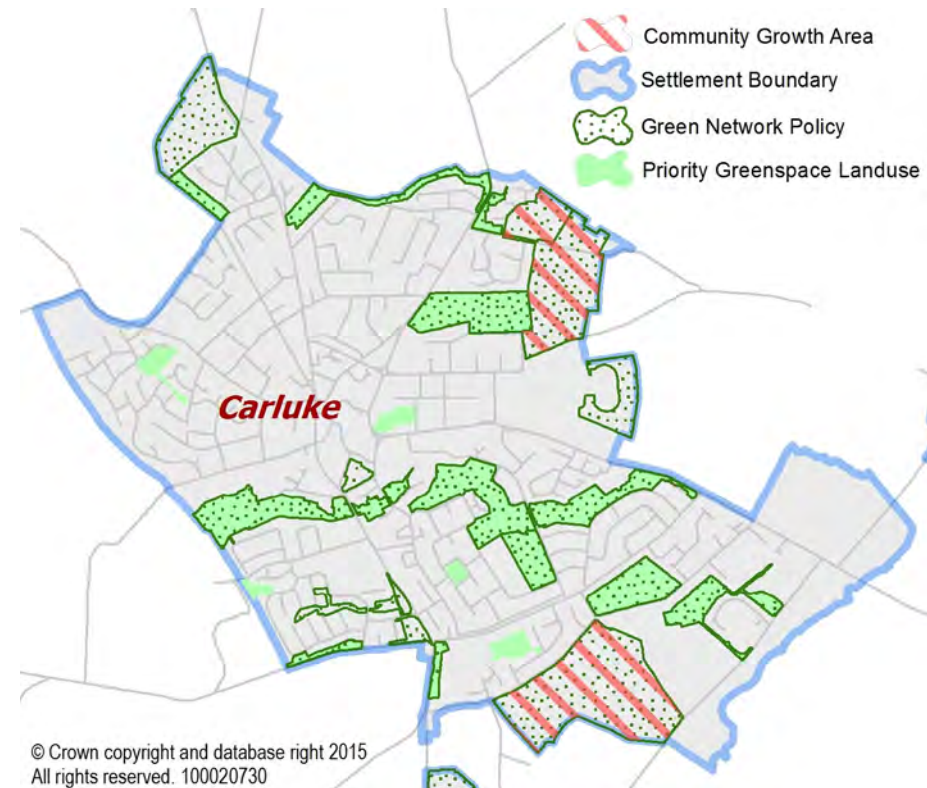 Community Growth Area
Settlement Boundary
Green Network Policy
Priority Greenspace Landuse
Carluke
© Crown copyright and database right 2015
All rights reserved. 100020730